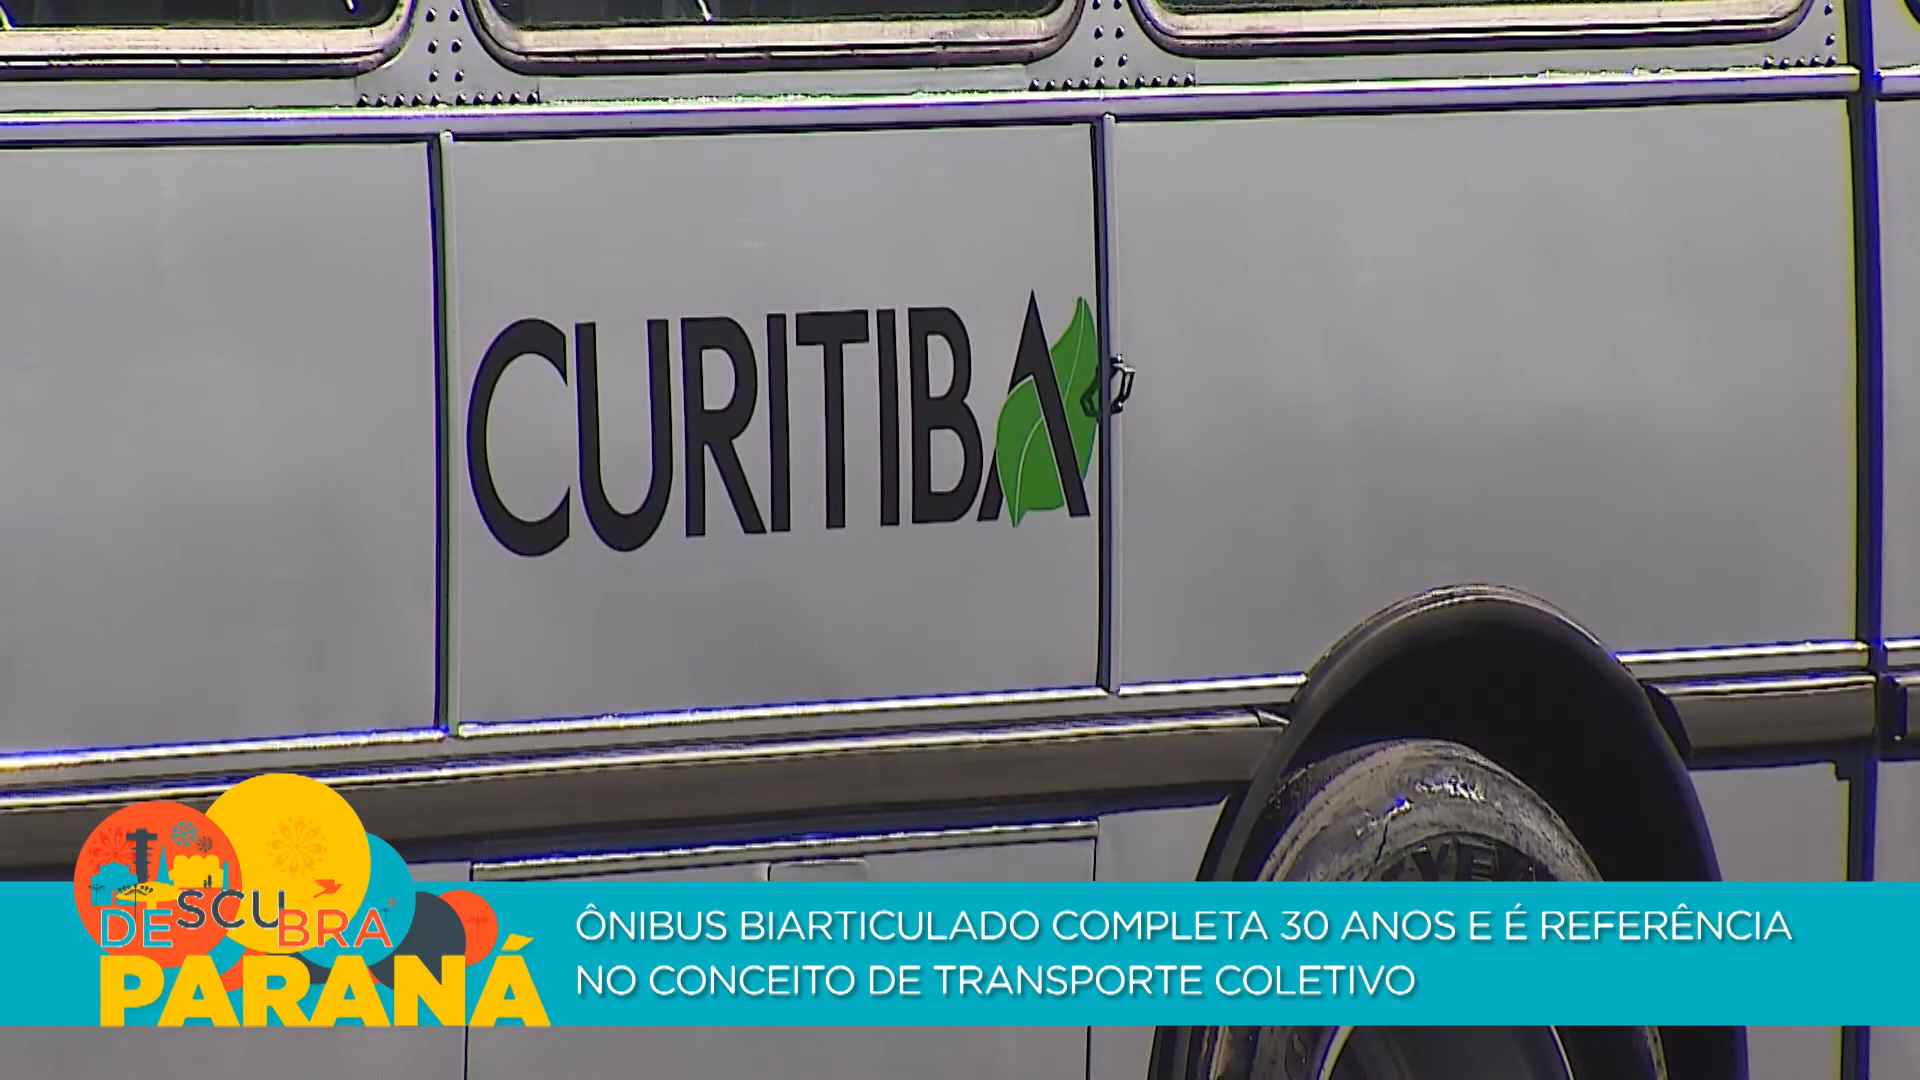 CURITIBA
DESCUBRA
PARANÁ
ÔNIBUS BIARTICULADO COMPLETA 30 ANOS E É REFERÊNCIA
NO CONCEITO DE TRANSPORTE COLETIVO